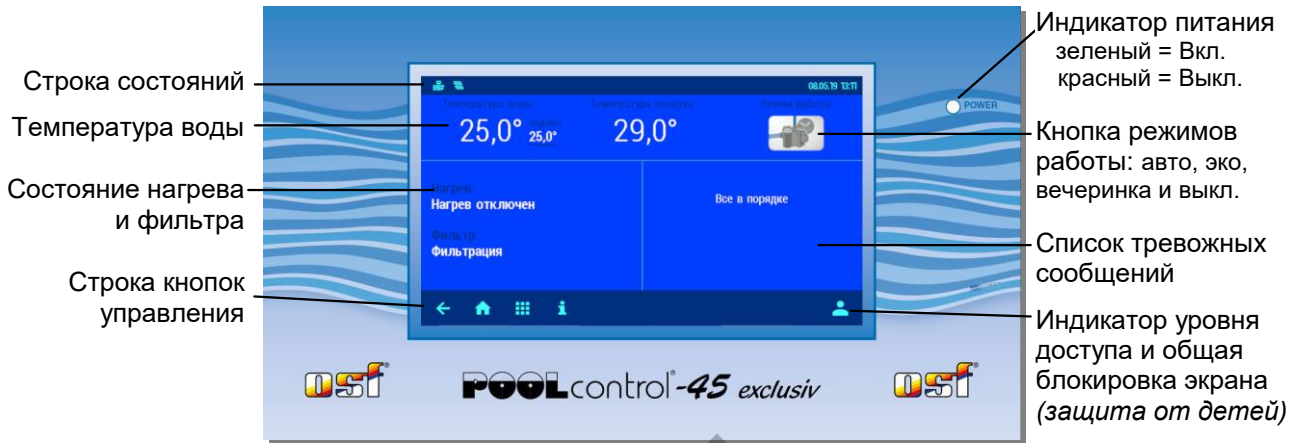 Индикатор питания
зеленый = Вкл.
красный = Выкл.
Строка состояний
Температура воды
Состояние нагрева
и фильтра
Строка кнопок
управления
08.05.19 13:11
Температура воды
Температура воздуха
Режим работы
25,0°
25,0°
29,0°
Нагрев:
Нагрев отключен
Фильтр:
Фильтрация
Все в порядке
i
POWER
osf®
POOLcontrol®-45 exclusiv
osf®
Кнопка режимов
работы: авто, эко,
вечеринка и выкл.
Список тревожных
сообщений
Индикатор уровня
доступа и общая
блокировка экрана
(защита от детей)